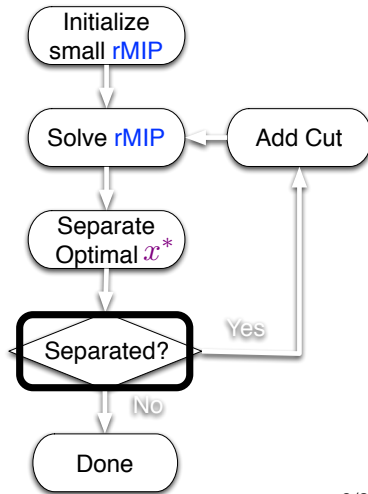 Initialize
small rMIP
Solve rMIP
Add Cut
Separate
Optimal x*
Separated?
Yes
No
Done